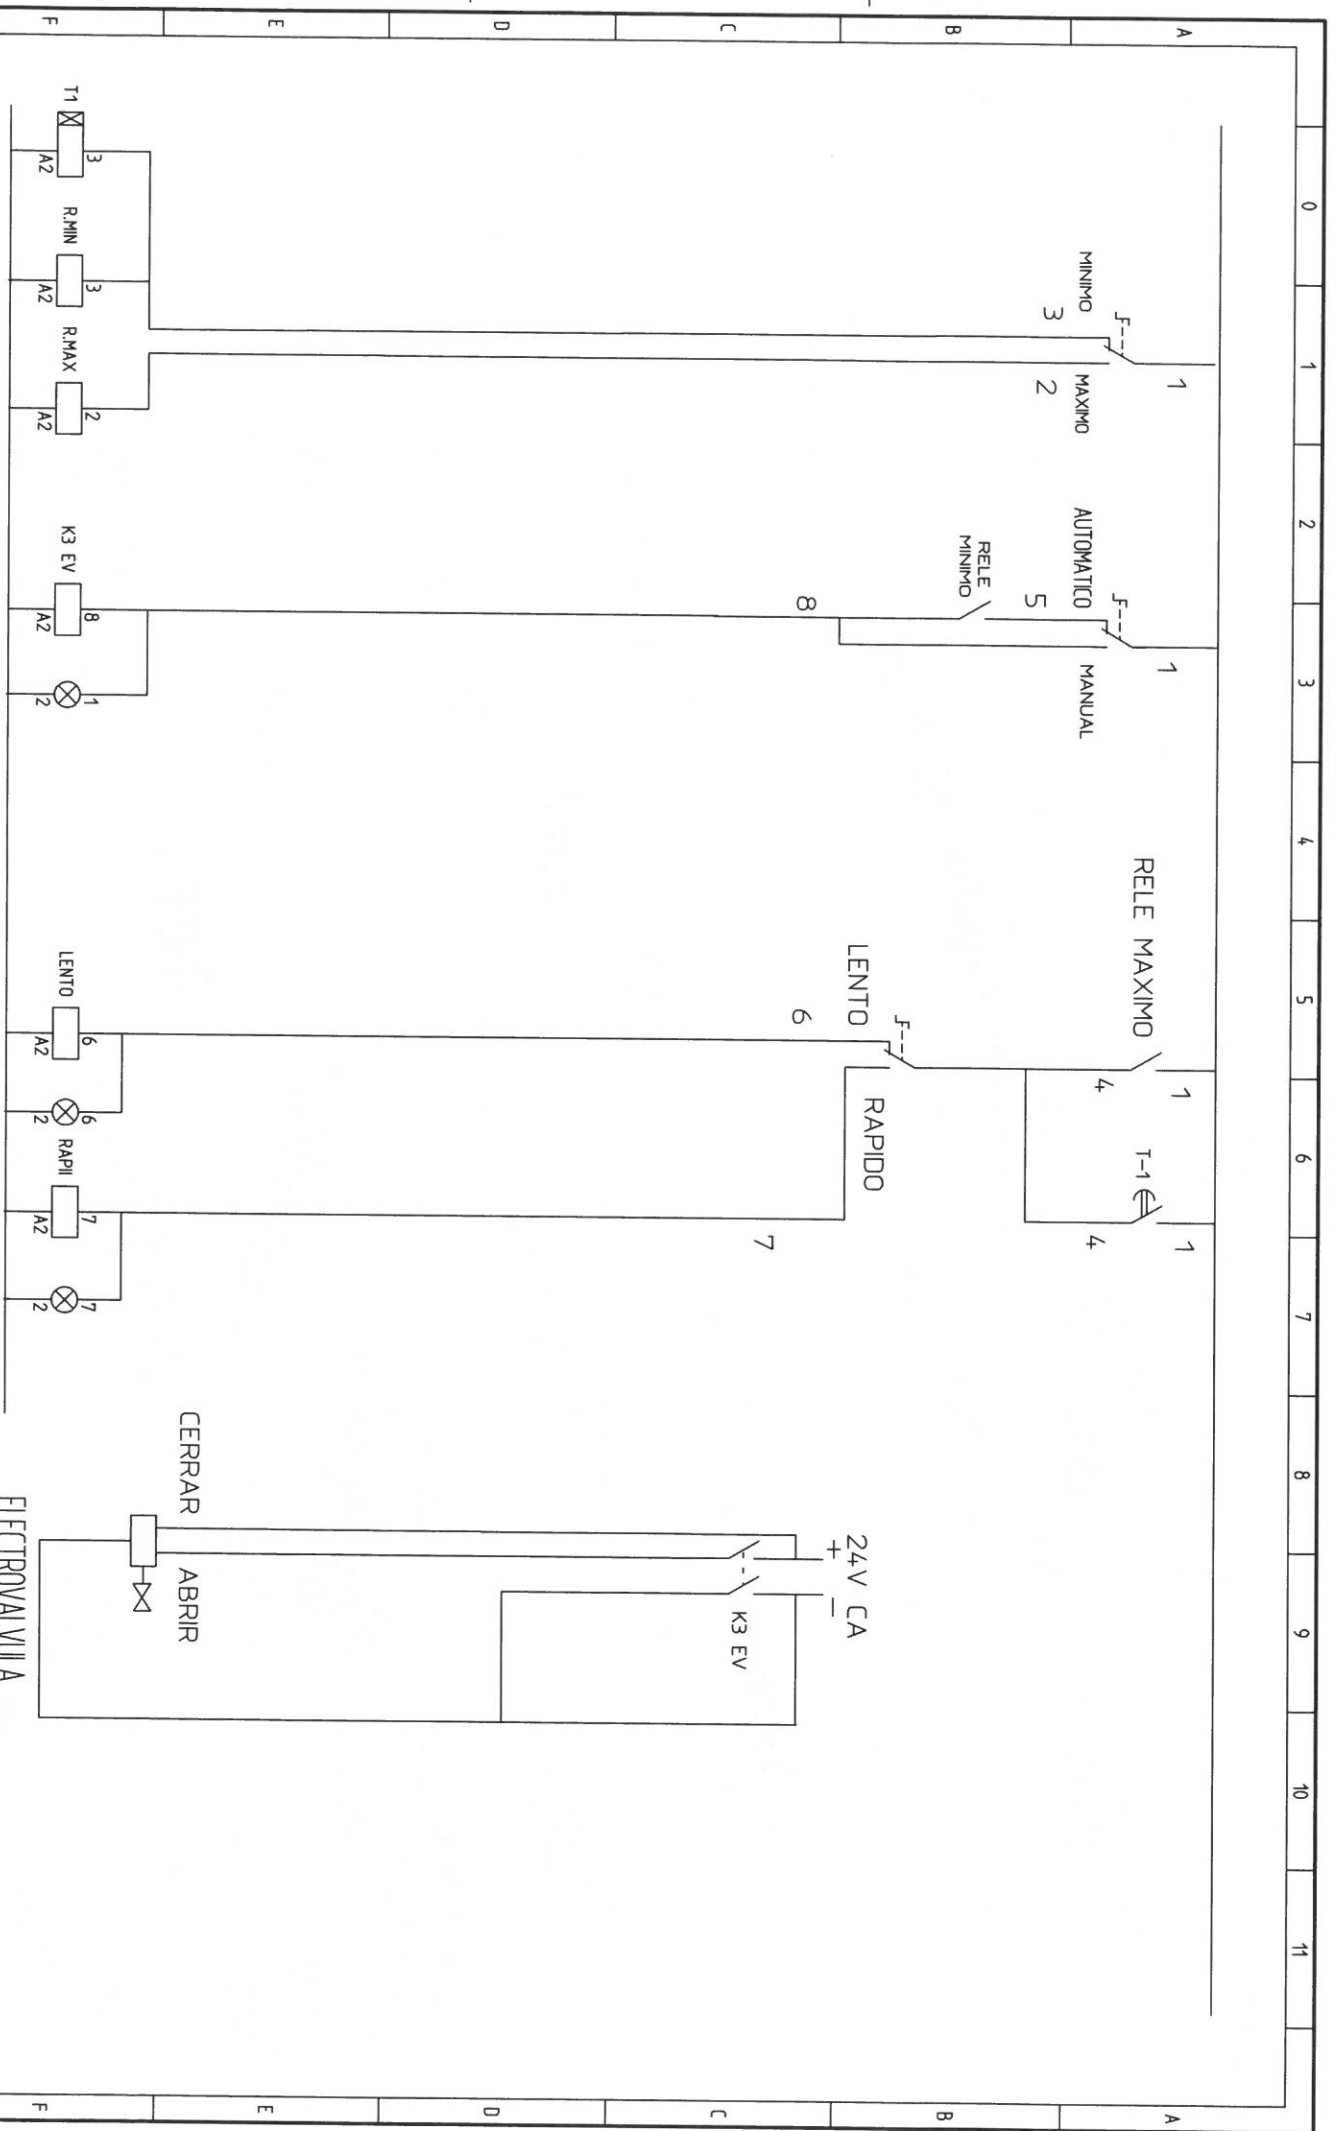 0 1 2 3 4 5 6 7 8 9 10 11
A
A
1
1
1
1
MINIMO
MAXIMO
3
2
AUTOMATICO
MANUAL
5
RELE
MINIMO
8
RELE MAXIMO
4
T-1
4
B
B
LENTO
RAPIDO
6
7
24V CA
+ −
K3 EV
C
C
D
D
E
E
CERRAR
ABRIR
F
F
T1
3
A2
R.MIN
3
A2
R.MAX
2
A2
K3 EV
8
A2
1
2
LENTO
6
A2
6
2
RAPII
7
A2
7
2
ELECTROVALVULA